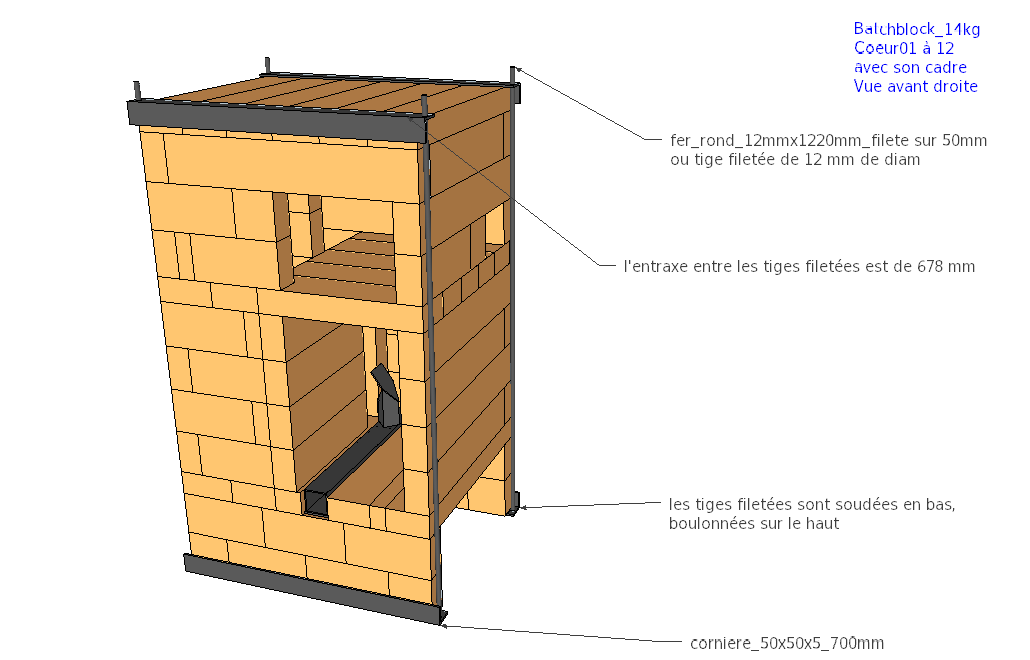 Batchblock_14kg
Coeur01 à 12
avec son cadre
Vue avant droite
fer_rond_12mmx1220mm_filete sur 50mm
ou tige filetée de 12 mm de diam
l'entraxe entre les tiges filetées est de 678 mm
les tiges filetées sont soudées en bas,
boulonnées sur le haut
corniere_50x50x5_700mm